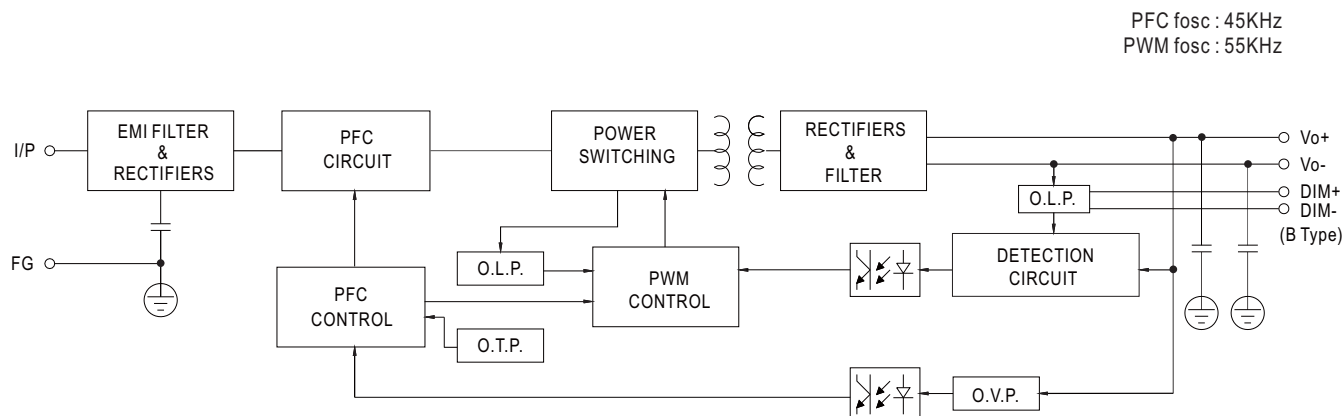 PFC fosc : 45KHz
PWM fosc : 55KHz
I/P
EMI FILTER
&
RECTIFIERS
PFC
CIRCUIT
POWER
SWITCHING
RECTIFIERS
&
FILTER
Vo+
Vo-
DIM+
DIM-
(B Type)
O.L.P.
FG
O.L.P.
PWM
CONTROL
DETECTION
CIRCUIT
PFC
CONTROL
O.T.P.
O.V.P.